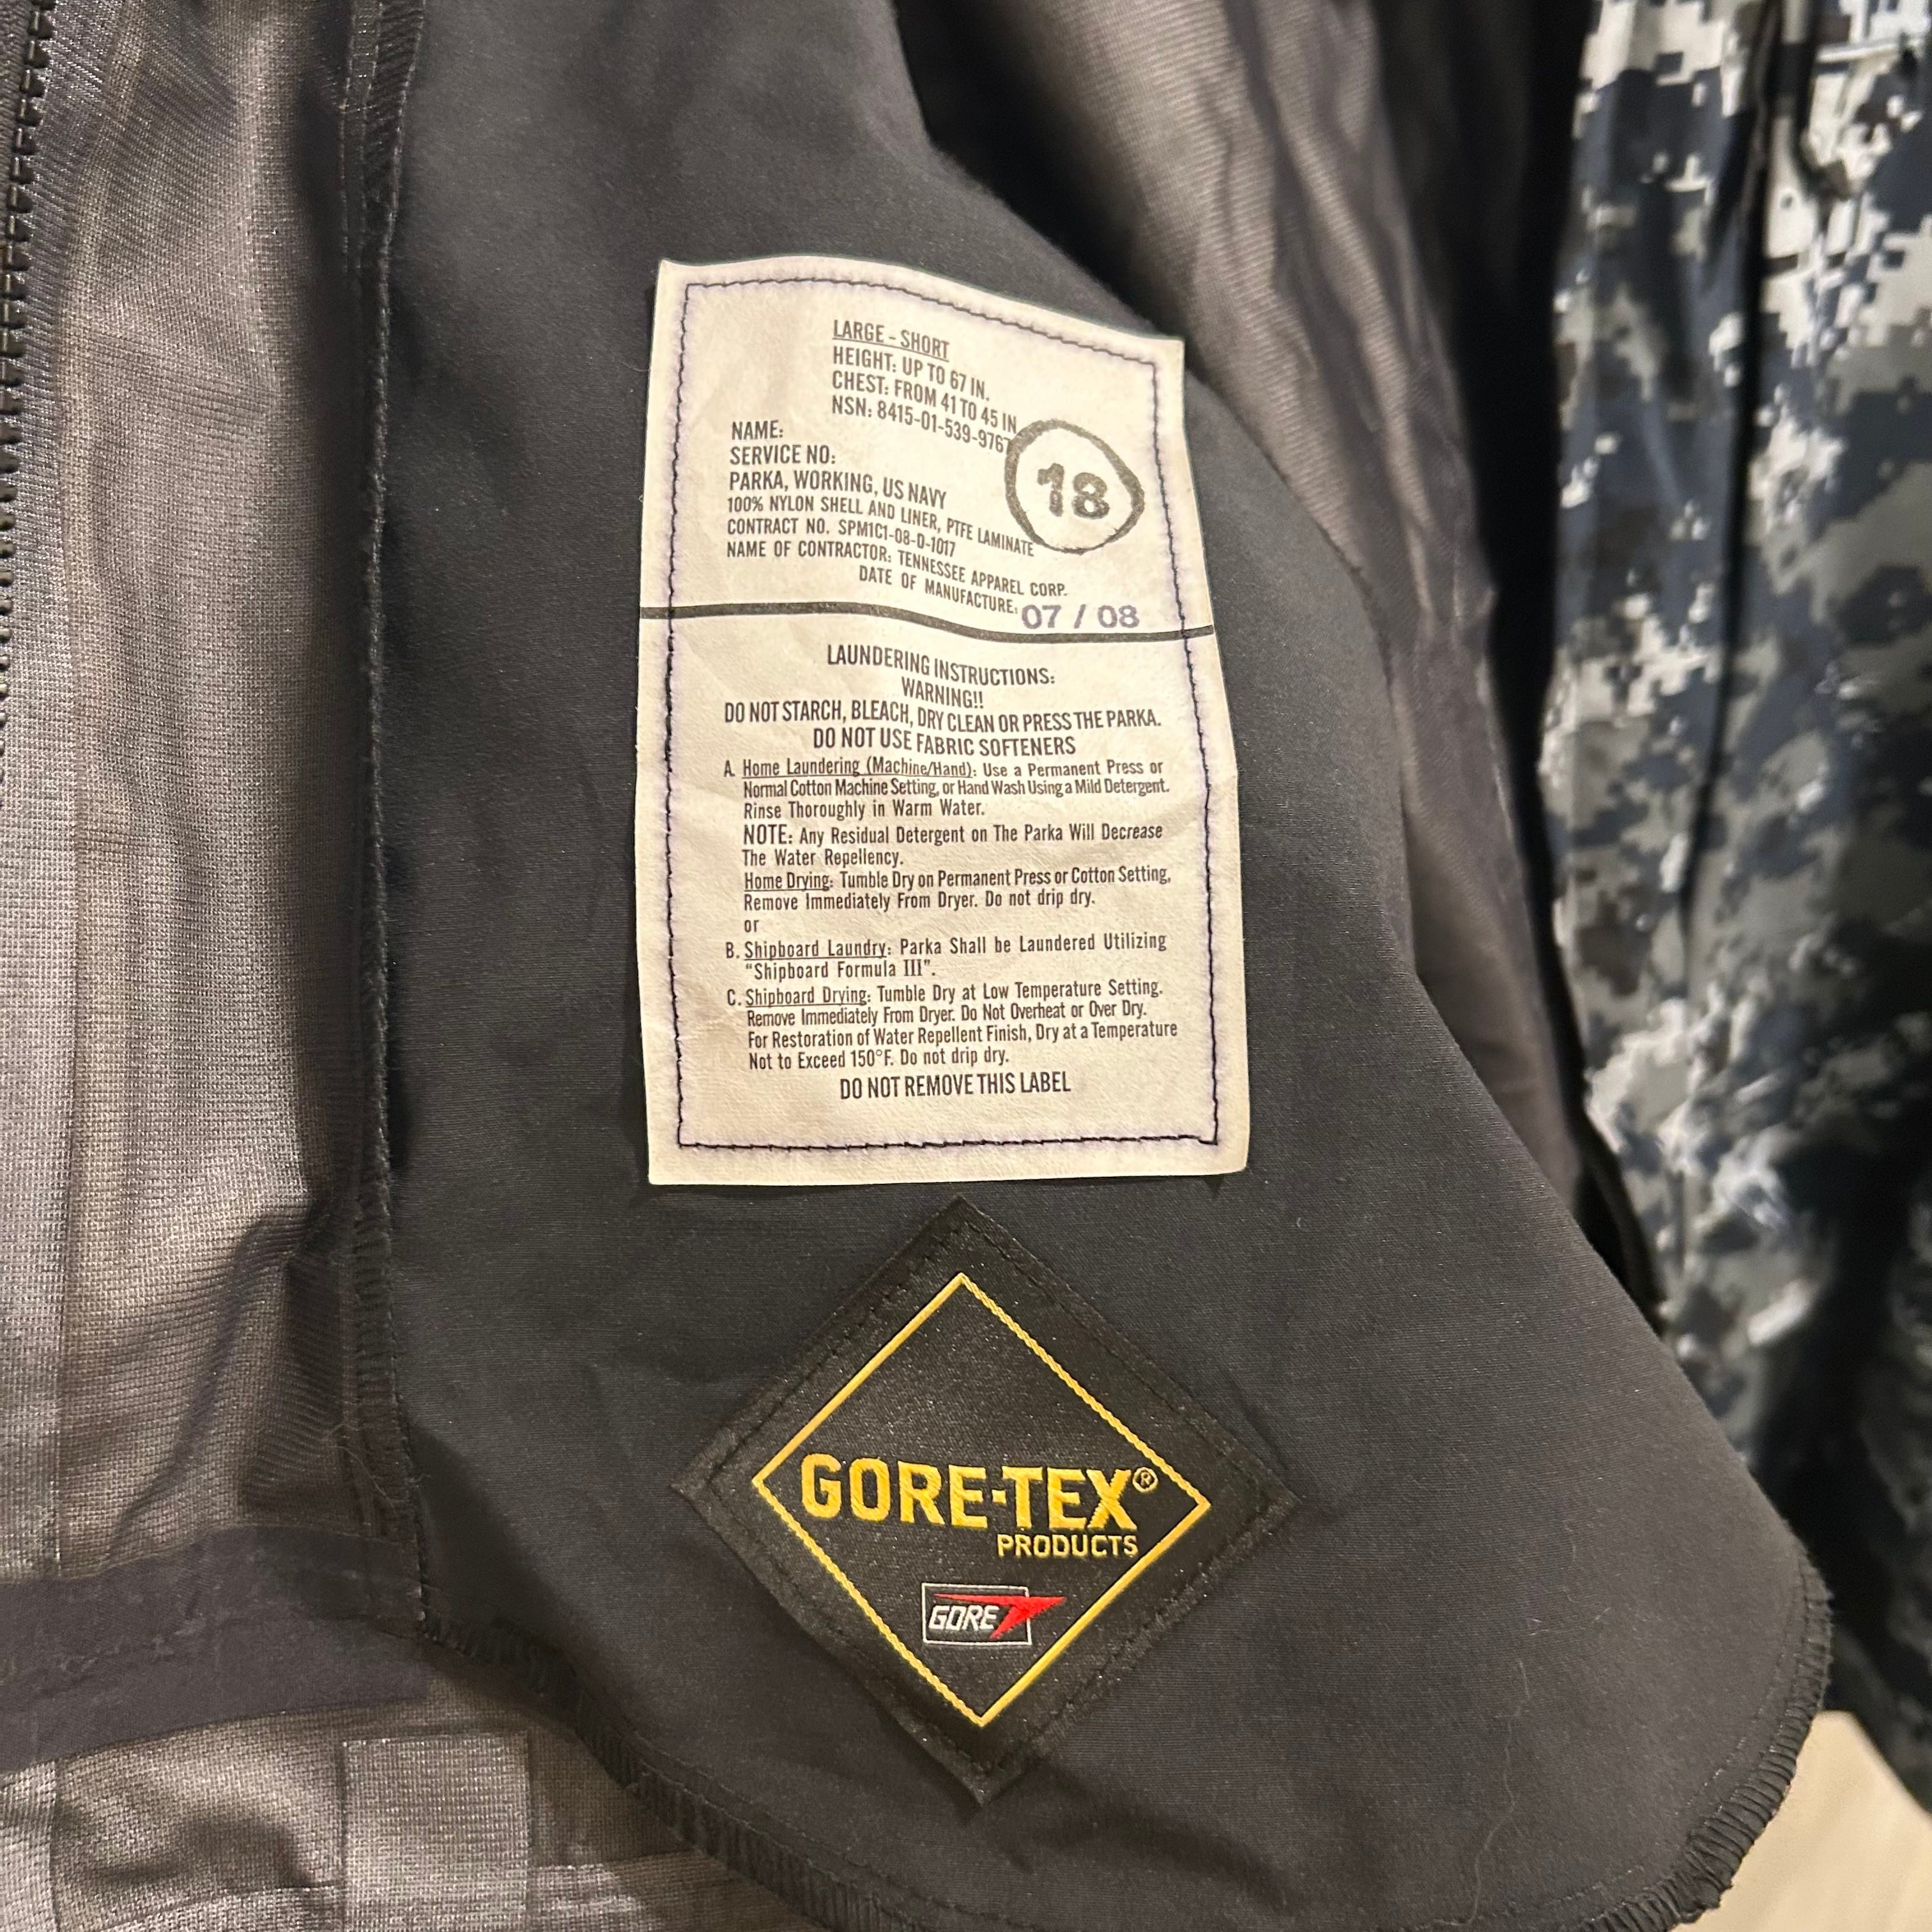 LARGE - SHORT
HEIGHT: UP TO 67 IN.
CHEST: FROM 41 TO 45 IN.
NSN: 8415-01-539-9767
18
NAME:
SERVICE NO:
PARKA, WORKING, US NAVY
100% NYLON SHELL AND LINER, PTFE LAMINATE
CONTRACT NO. SPM1C1-08-D-1017
NAME OF CONTRACTOR: TENNESSEE APPAREL CORP.
DATE OF MANUFACTURE: 07 / 08
LAUNDERING INSTRUCTIONS:
WARNING!!
DO NOT STARCH, BLEACH, DRY CLEAN OR PRESS THE PARKA.
DO NOT USE FABRIC SOFTENERS
A. Home Laundering (Machine/Hand): Use a Permanent Press or
Normal Cotton Machine Setting, or Hand Wash Using a Mild Detergent.
Rinse Thoroughly in Warm Water.
NOTE: Any Residual Detergent on The Parka Will Decrease
The Water Repellency.
Home Drying: Tumble Dry on Permanent Press or Cotton Setting,
Remove Immediately From Dryer. Do not drip dry.
or
B. Shipboard Laundry: Parka Shall be Laundered Utilizing
"Shipboard Formula III".
C. Shipboard Drying: Tumble Dry at Low Temperature Setting.
Remove Immediately From Dryer. Do Not Overheat or Over Dry.
For Restoration of Water Repellent Finish, Dry at a Temperature
Not to Exceed 150°F. Do not drip dry.
DO NOT REMOVE THIS LABEL
GORE-TEX®
PRODUCTS
GORE